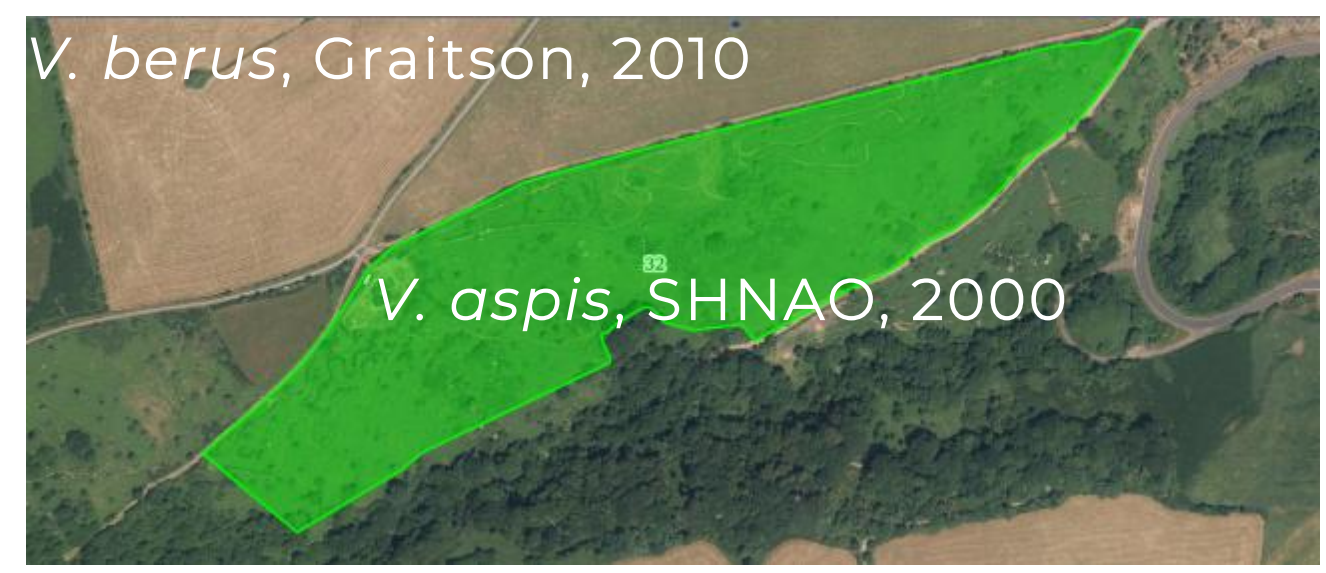 V. berus, Graitson, 2010
32
V. aspis, SHNAO, 2000